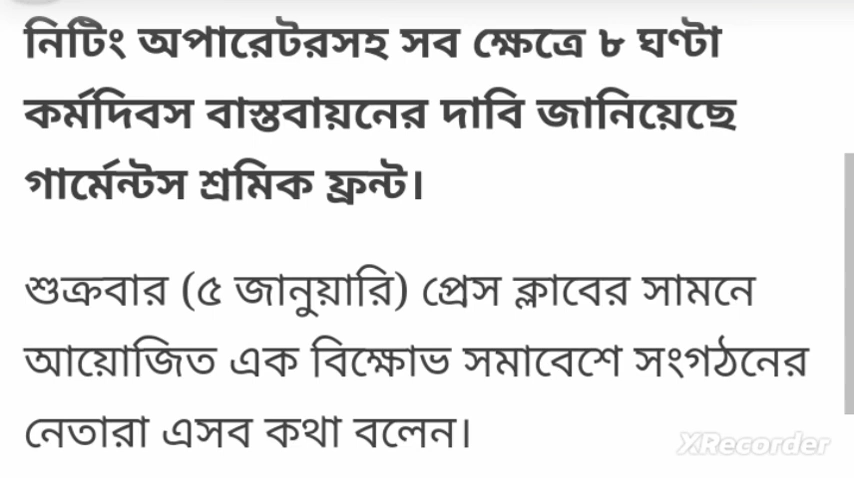 নিটিং অপারেটরসহ সব ক্ষেত্রে ৮ ঘণ্টা
কর্মদিবস বাস্তবায়নের দাবি জানিয়েছে
গার্মেন্টস শ্রমিক ফ্রন্ট।
শুক্রবার (৫ জানুয়ারি) প্রেস ক্লাবের সামনে
আয়োজিত এক বিক্ষোভ সমাবেশে সংগঠনের
নেতারা এসব কথা বলেন।
XRecorder